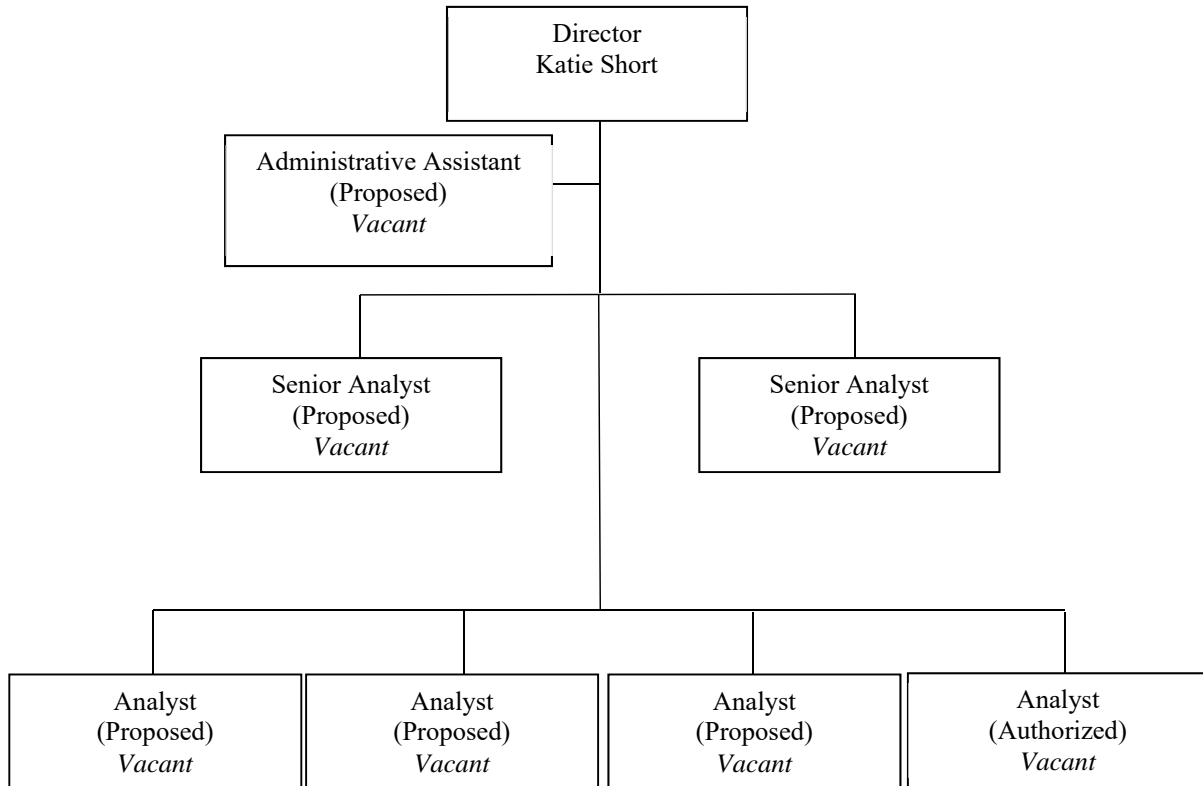 Director
Katie Short
Administrative Assistant
(Proposed)
Vacant
Senior Analyst
(Proposed)
Vacant
Senior Analyst
(Proposed)
Vacant
Analyst
(Proposed)
Vacant
Analyst
(Proposed)
Vacant
Analyst
(Proposed)
Vacant
Analyst
(Authorized)
Vacant